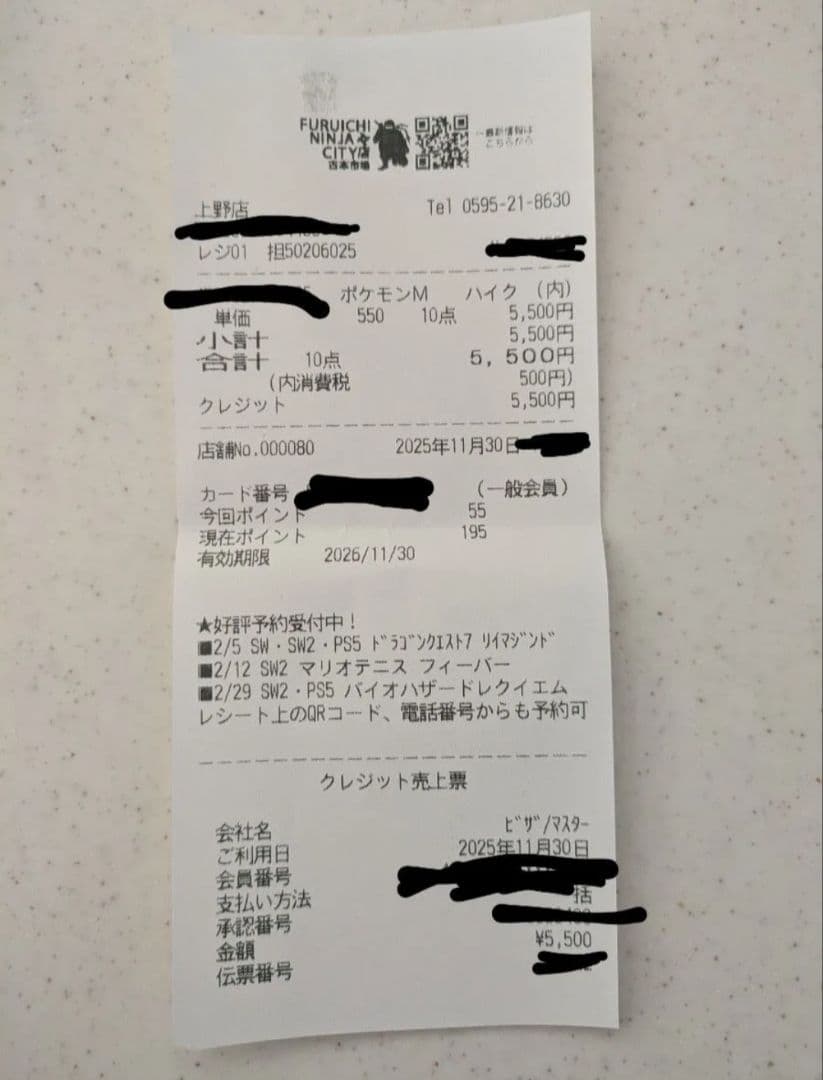 FURUICHI
NINJA
CITY店
古本市場
最新情報は
こちらから
上野店 Tel 0595-21-8630
レジ01 担50206025
ポケモンM ハイク (内)
単価 550 10点 5,500円
小計 5,500円
合計 10点 5,500円
(内消費税 500円)
クレジット 5,500円
店舗No.000080 2025年11月30日
カード番号 (一般会員)
今回ポイント 55
現在ポイント 195
有効期限 2026/11/30
★好評予約受付中!
■2/5 SW・SW2・PS5 ドラゴンクエスト7 リイマジンド
■2/12 SW2 マリオテニス フィーバー
■2/29 SW2・PS5 バイオハザードレクイエム
レシート上のQRコード、電話番号からも予約可
クレジット売上票
会社名 ビザ/マスター
ご利用日 2025年11月30日
会員番号
支払い方法 括
承認番号
金額 ¥5,500
伝票番号